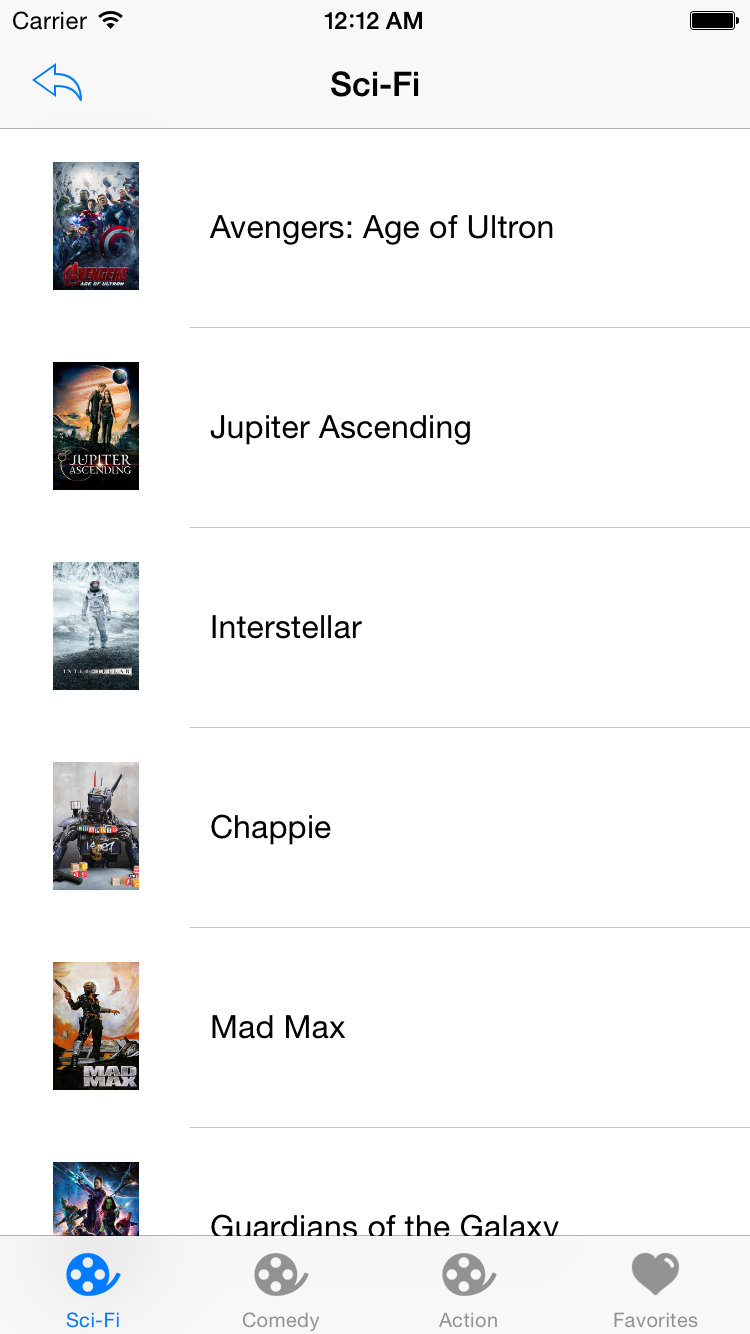 Carrier 12:12 AM
Sci-Fi
AVENGERS
AGE OF ULTRON
Avengers: Age of Ultron
JUPITER
ASCENDING
Jupiter Ascending
INTERSTELLAR
Interstellar
Chappie
MAD
MAX
Mad Max
Guardians of the Galaxy
Sci-Fi Comedy Action Favorites